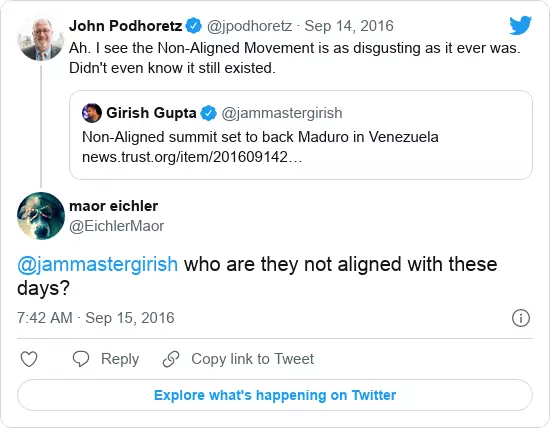 John Podhoretz @jpodhoretz · Sep 14, 2016
Ah. I see the Non-Aligned Movement is as disgusting as it ever was.
Didn't even know it still existed.
Girish Gupta @jammastergirish
Non-Aligned summit set to back Maduro in Venezuela
news.trust.org/item/201609142…
maor eichler
@EichlerMaor
@jammastergirish who are they not aligned with these
days?
7:42 AM · Sep 15, 2016
Reply Copy link to Tweet
Explore what's happening on Twitter